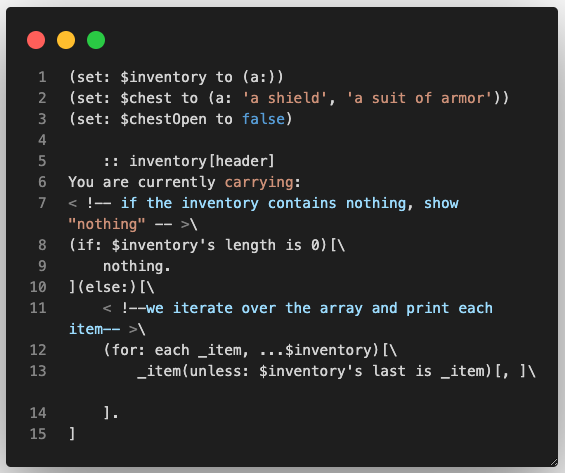 1 (set: $inventory to (a:))
2 (set: $chest to (a: 'a shield', 'a suit of armor'))
3 (set: $chestOpen to false)
4
5     :: inventory[header]
6 You are currently carrying:
7 < !–– if the inventory contains nothing, show
"nothing" –– >\
8 (if: $inventory's length is 0)[\
9     nothing.
10 ](else:)[\
11     < !––we iterate over the array and print each
item–– >\
12     (for: each _item, ...$inventory)[\
13         _item(unless: $inventory's last is _item)[, ]\
14     ].
15 ]